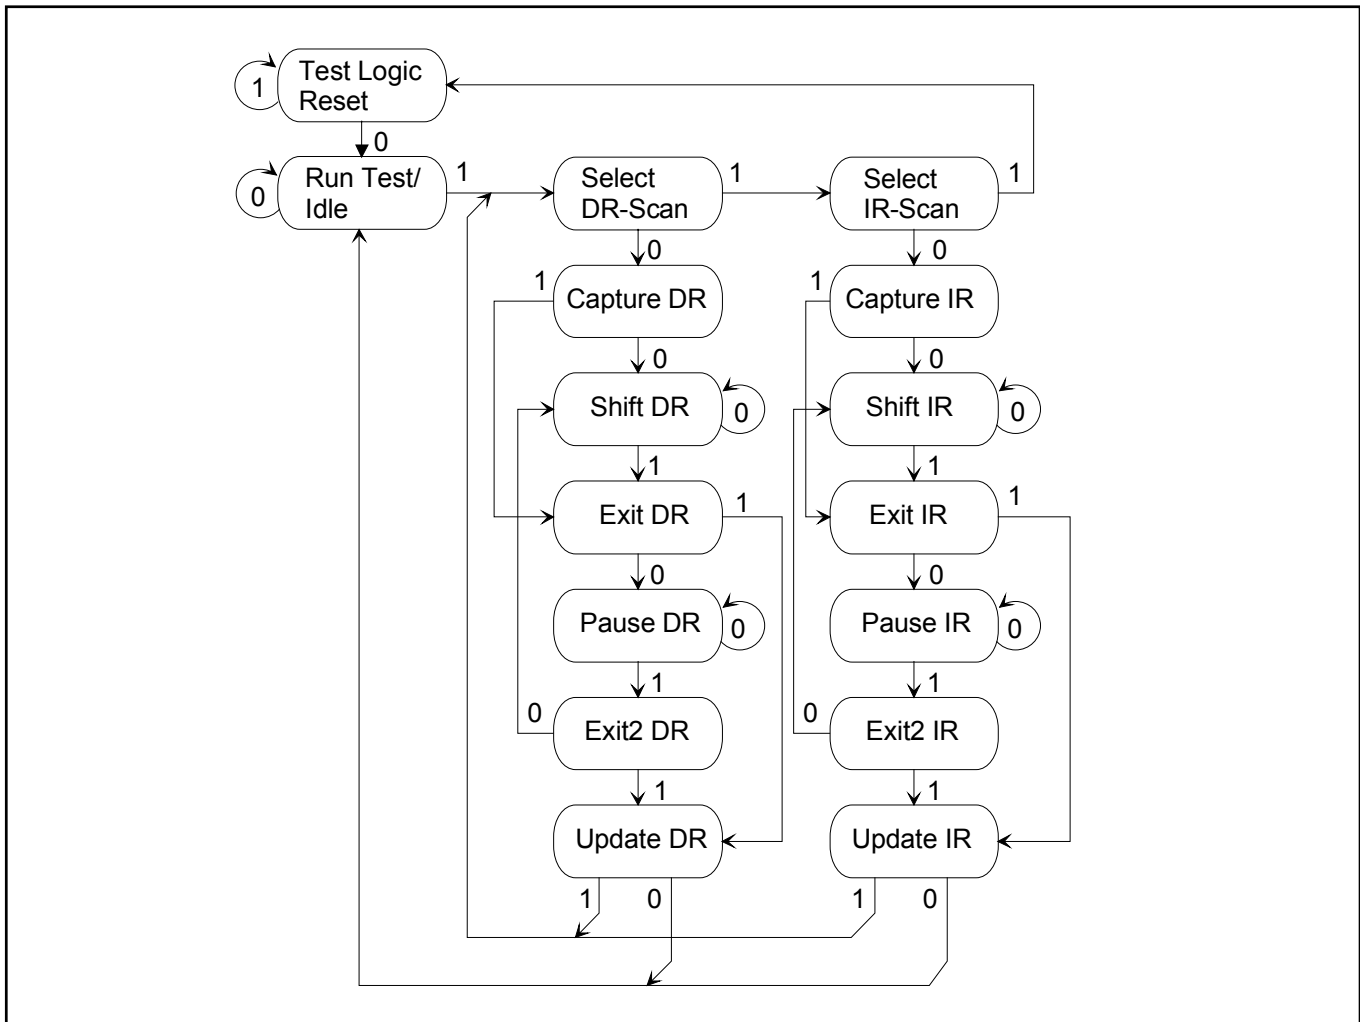 Test Logic
Reset
1
0
Run Test/
Idle
0
1
Select
DR-Scan
1
Select
IR-Scan
1
0
0
1
Capture DR
1
Capture IR
0
0
Shift DR
0
Shift IR
0
1
1
Exit DR
1
Exit IR
1
0
0
Pause DR
0
Pause IR
0
1
1
0
Exit2 DR
0
Exit2 IR
1
1
Update DR
Update IR
1
0
1
0